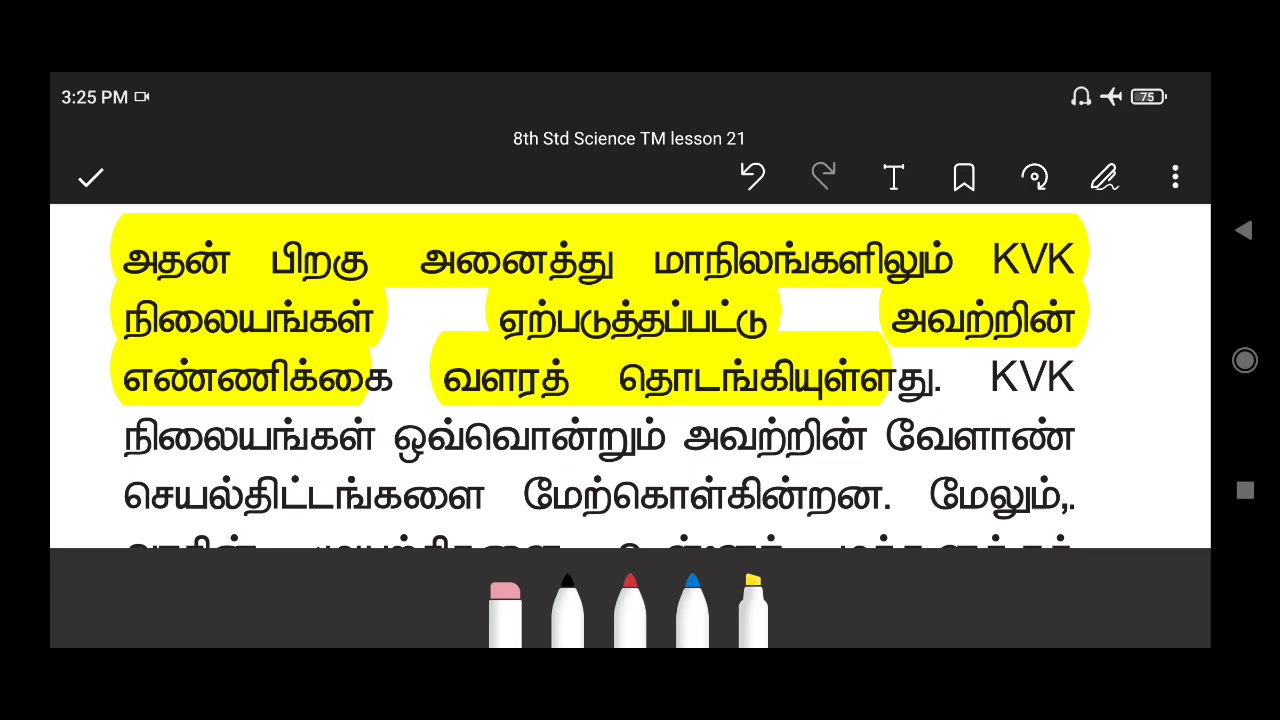 3:25 PM
75
8th Std Science TM lesson 21
அதன் பிறகு அனைத்து மாநிலங்களிலும் KVK
நிலையங்கள் ஏற்படுத்தப்பட்டு அவற்றின்
எண்ணிக்கை வளரத் தொடங்கியுள்ளது. KVK
நிலையங்கள் ஒவ்வொன்றும் அவற்றின் வேளாண்
செயல்திட்டங்களை மேற்கொள்கின்றன. மேலும்,.